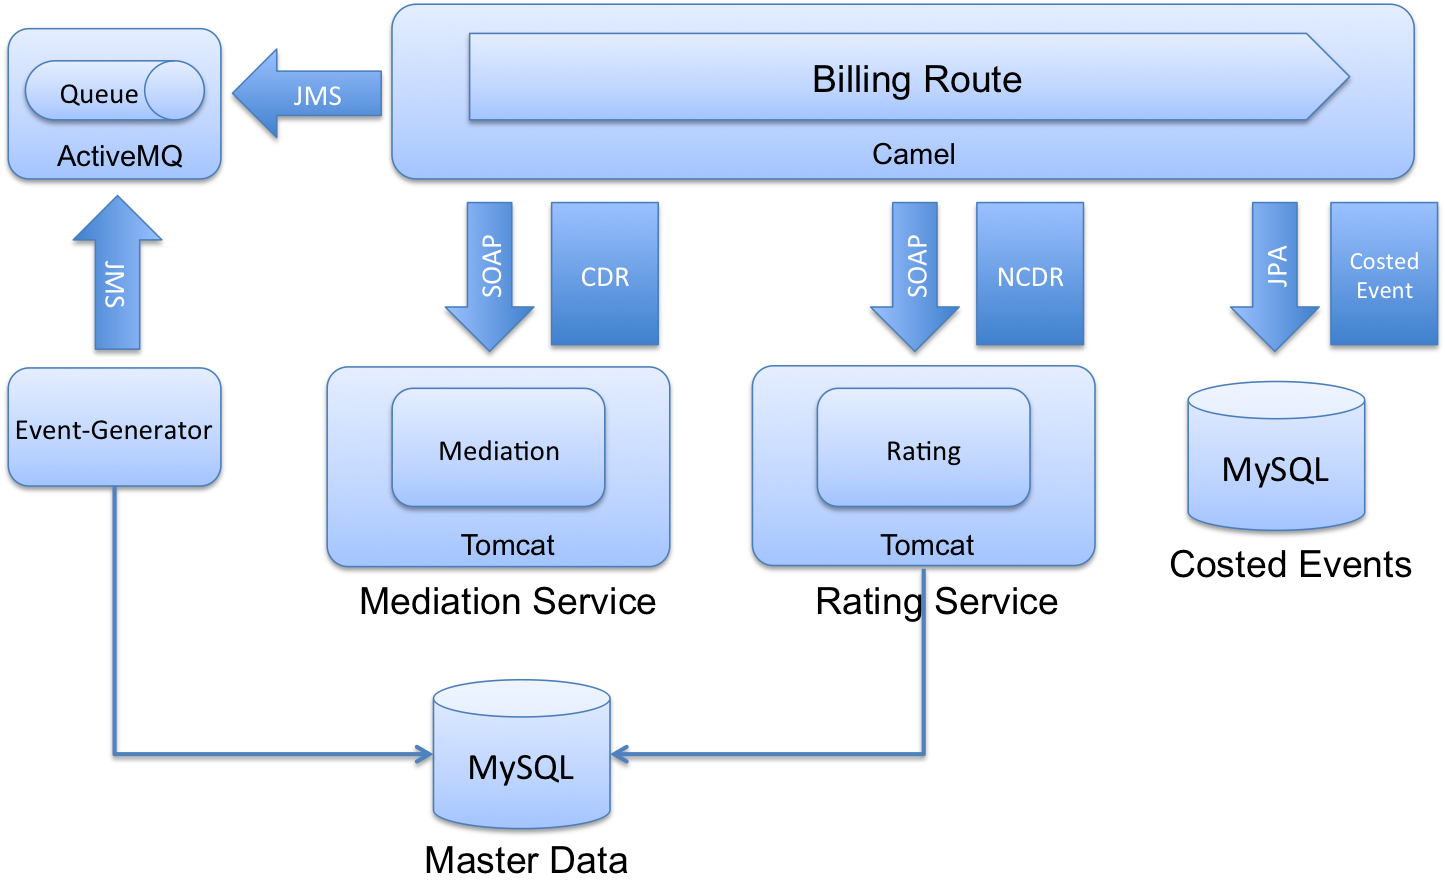 Queue
ActiveMQ
JMS
Billing Route
Camel
JMS
SOAP
CDR
SOAP
NCDR
JPA
Costed
Event
Event-Generator
Mediation
Tomcat
Mediation Service
Rating
Tomcat
Rating Service
MySQL
Costed Events
MySQL
Master Data